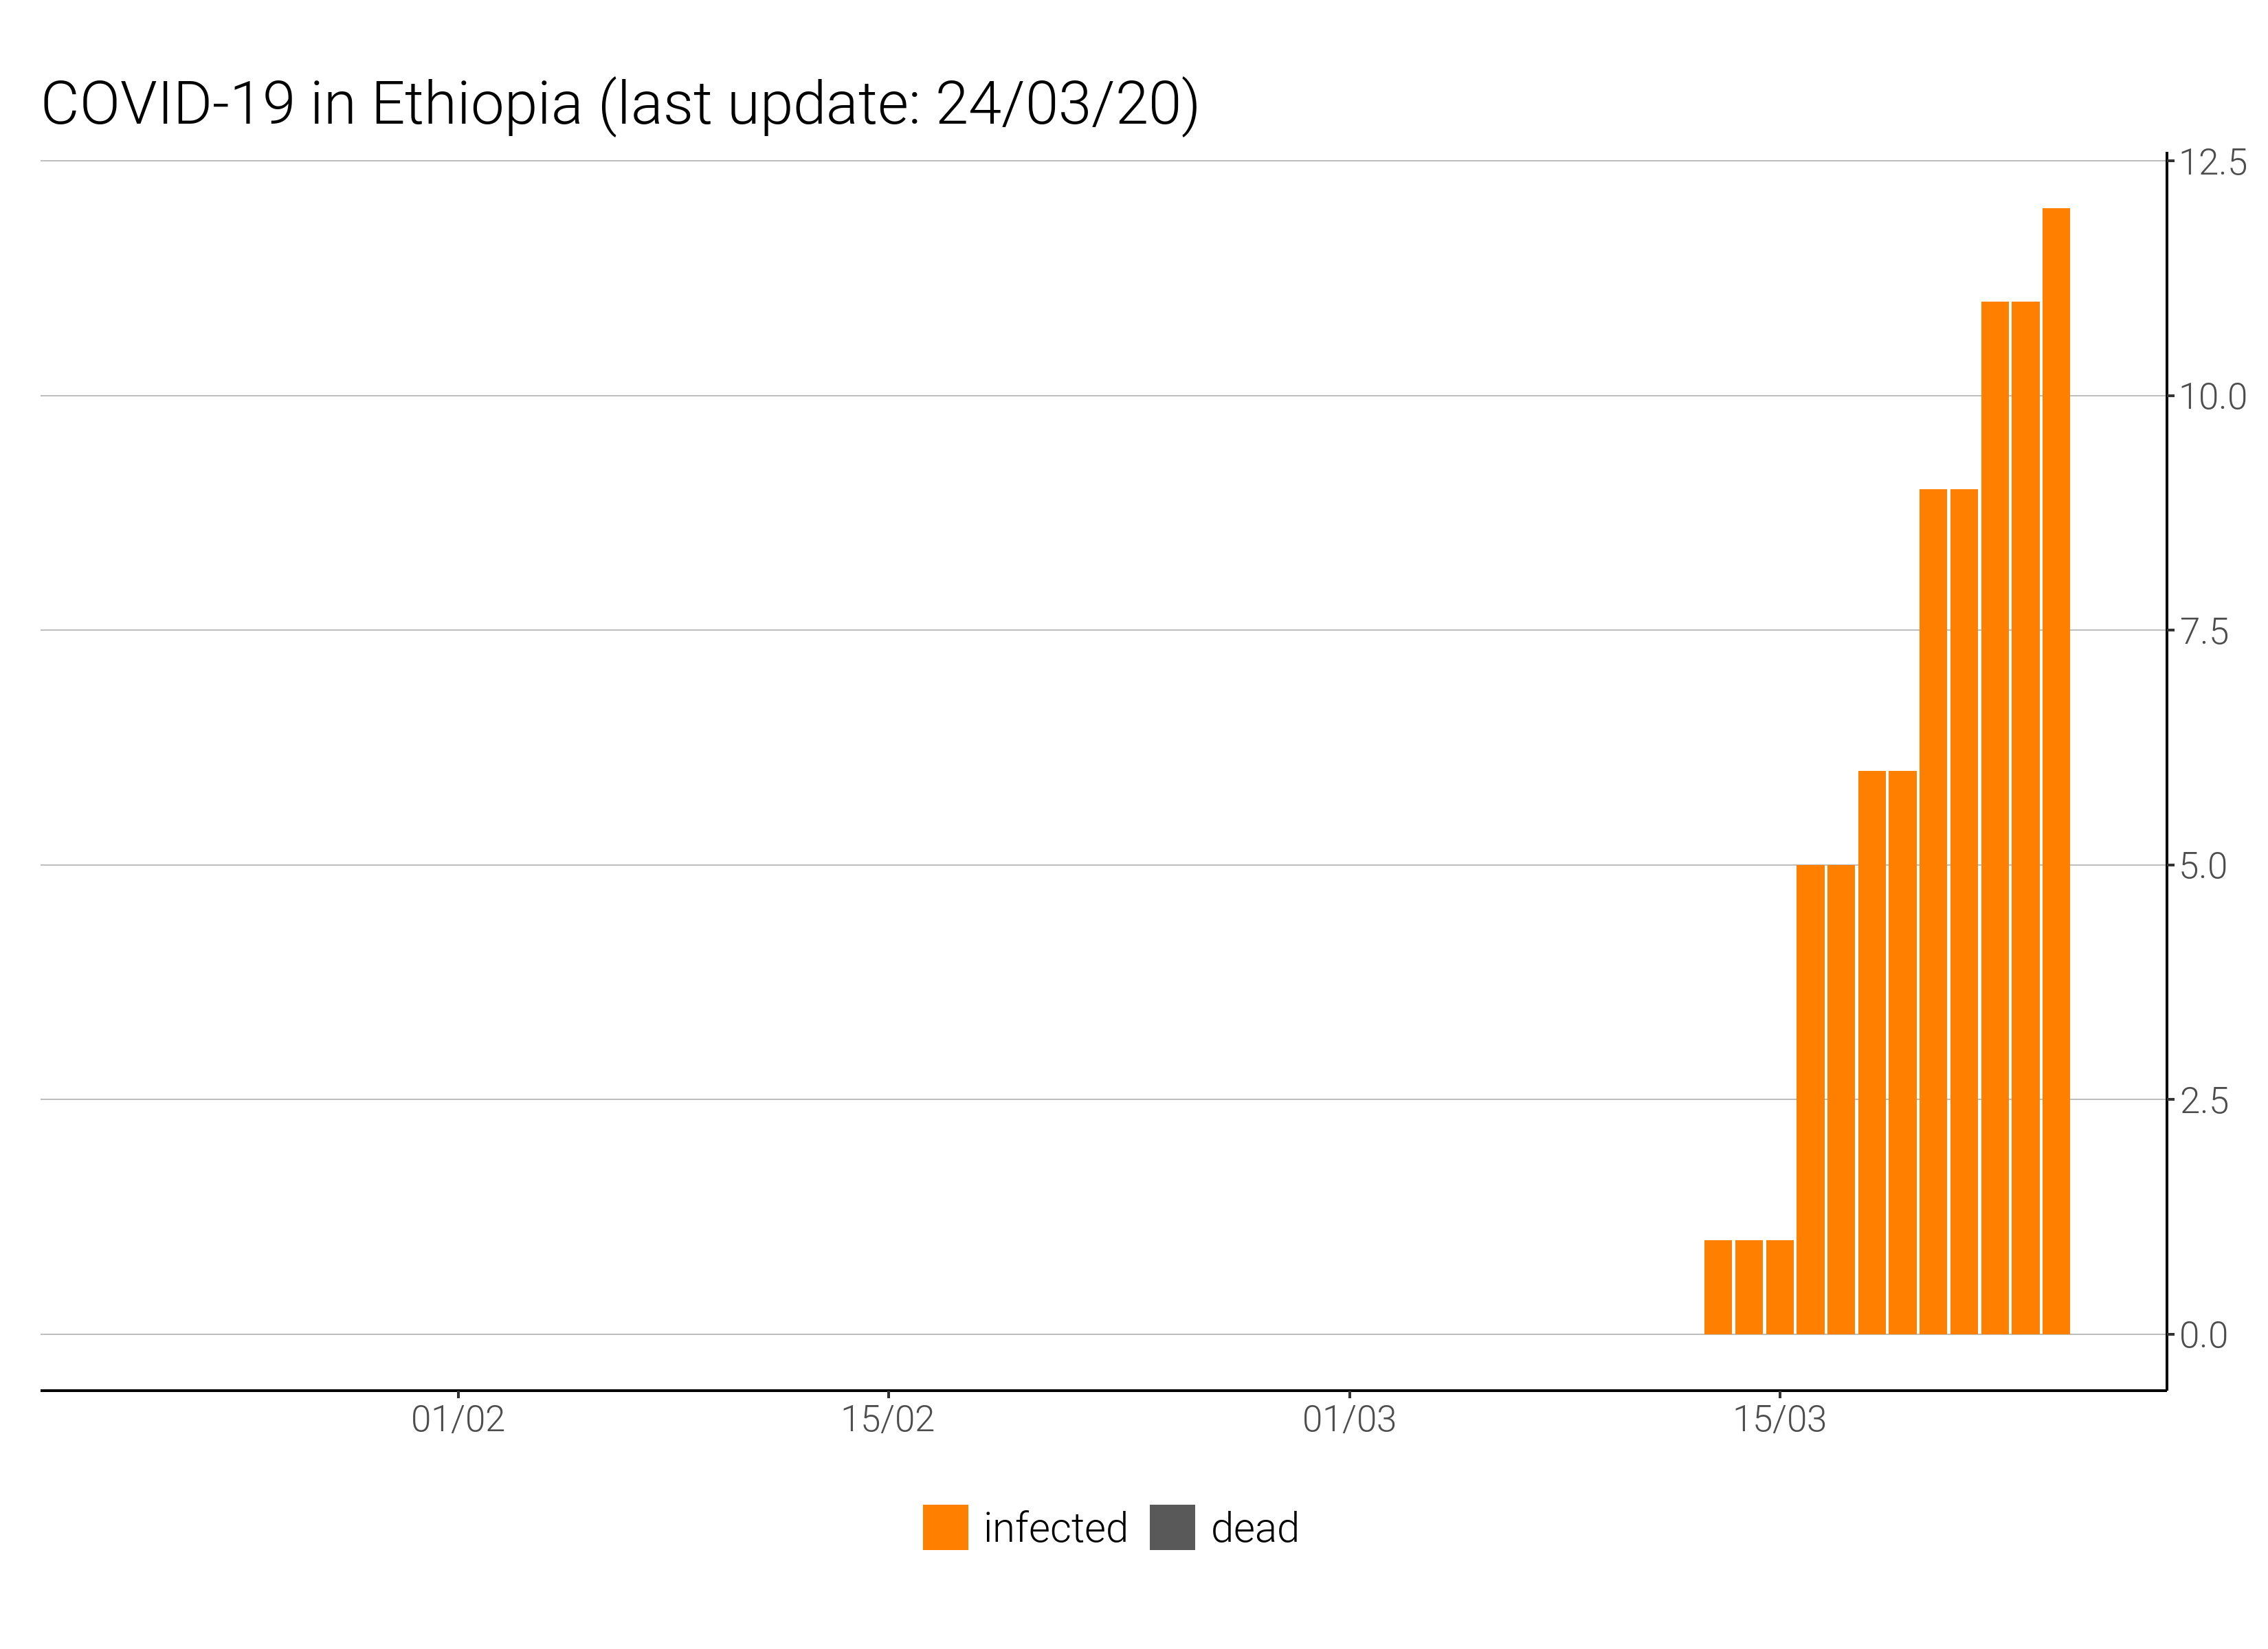 COVID-19 in Ethiopia (last update: 24/03/20)
12.5
10.0
7.5
5.0
2.5
0.0
01/02 15/02 01/03 15/03
infected dead